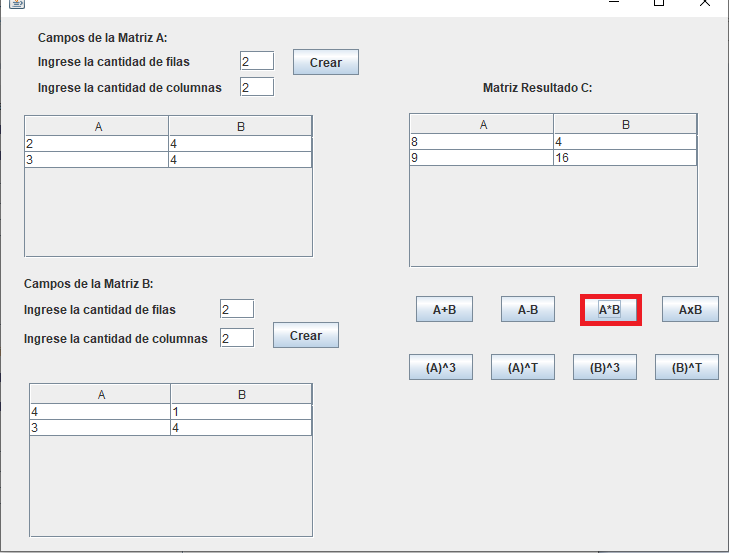 Campos de la Matriz A:
Ingrese la cantidad de filas 2 Crear
Ingrese la cantidad de columnas 2
A B
2 4
3 4
Matriz Resultado C:
A B
8 4
9 16
Campos de la Matriz B:
Ingrese la cantidad de filas 2
Ingrese la cantidad de columnas 2 Crear
A B
4 1
3 4
A+B A-B A*B AxB
(A)^3 (A)^T (B)^3 (B)^T